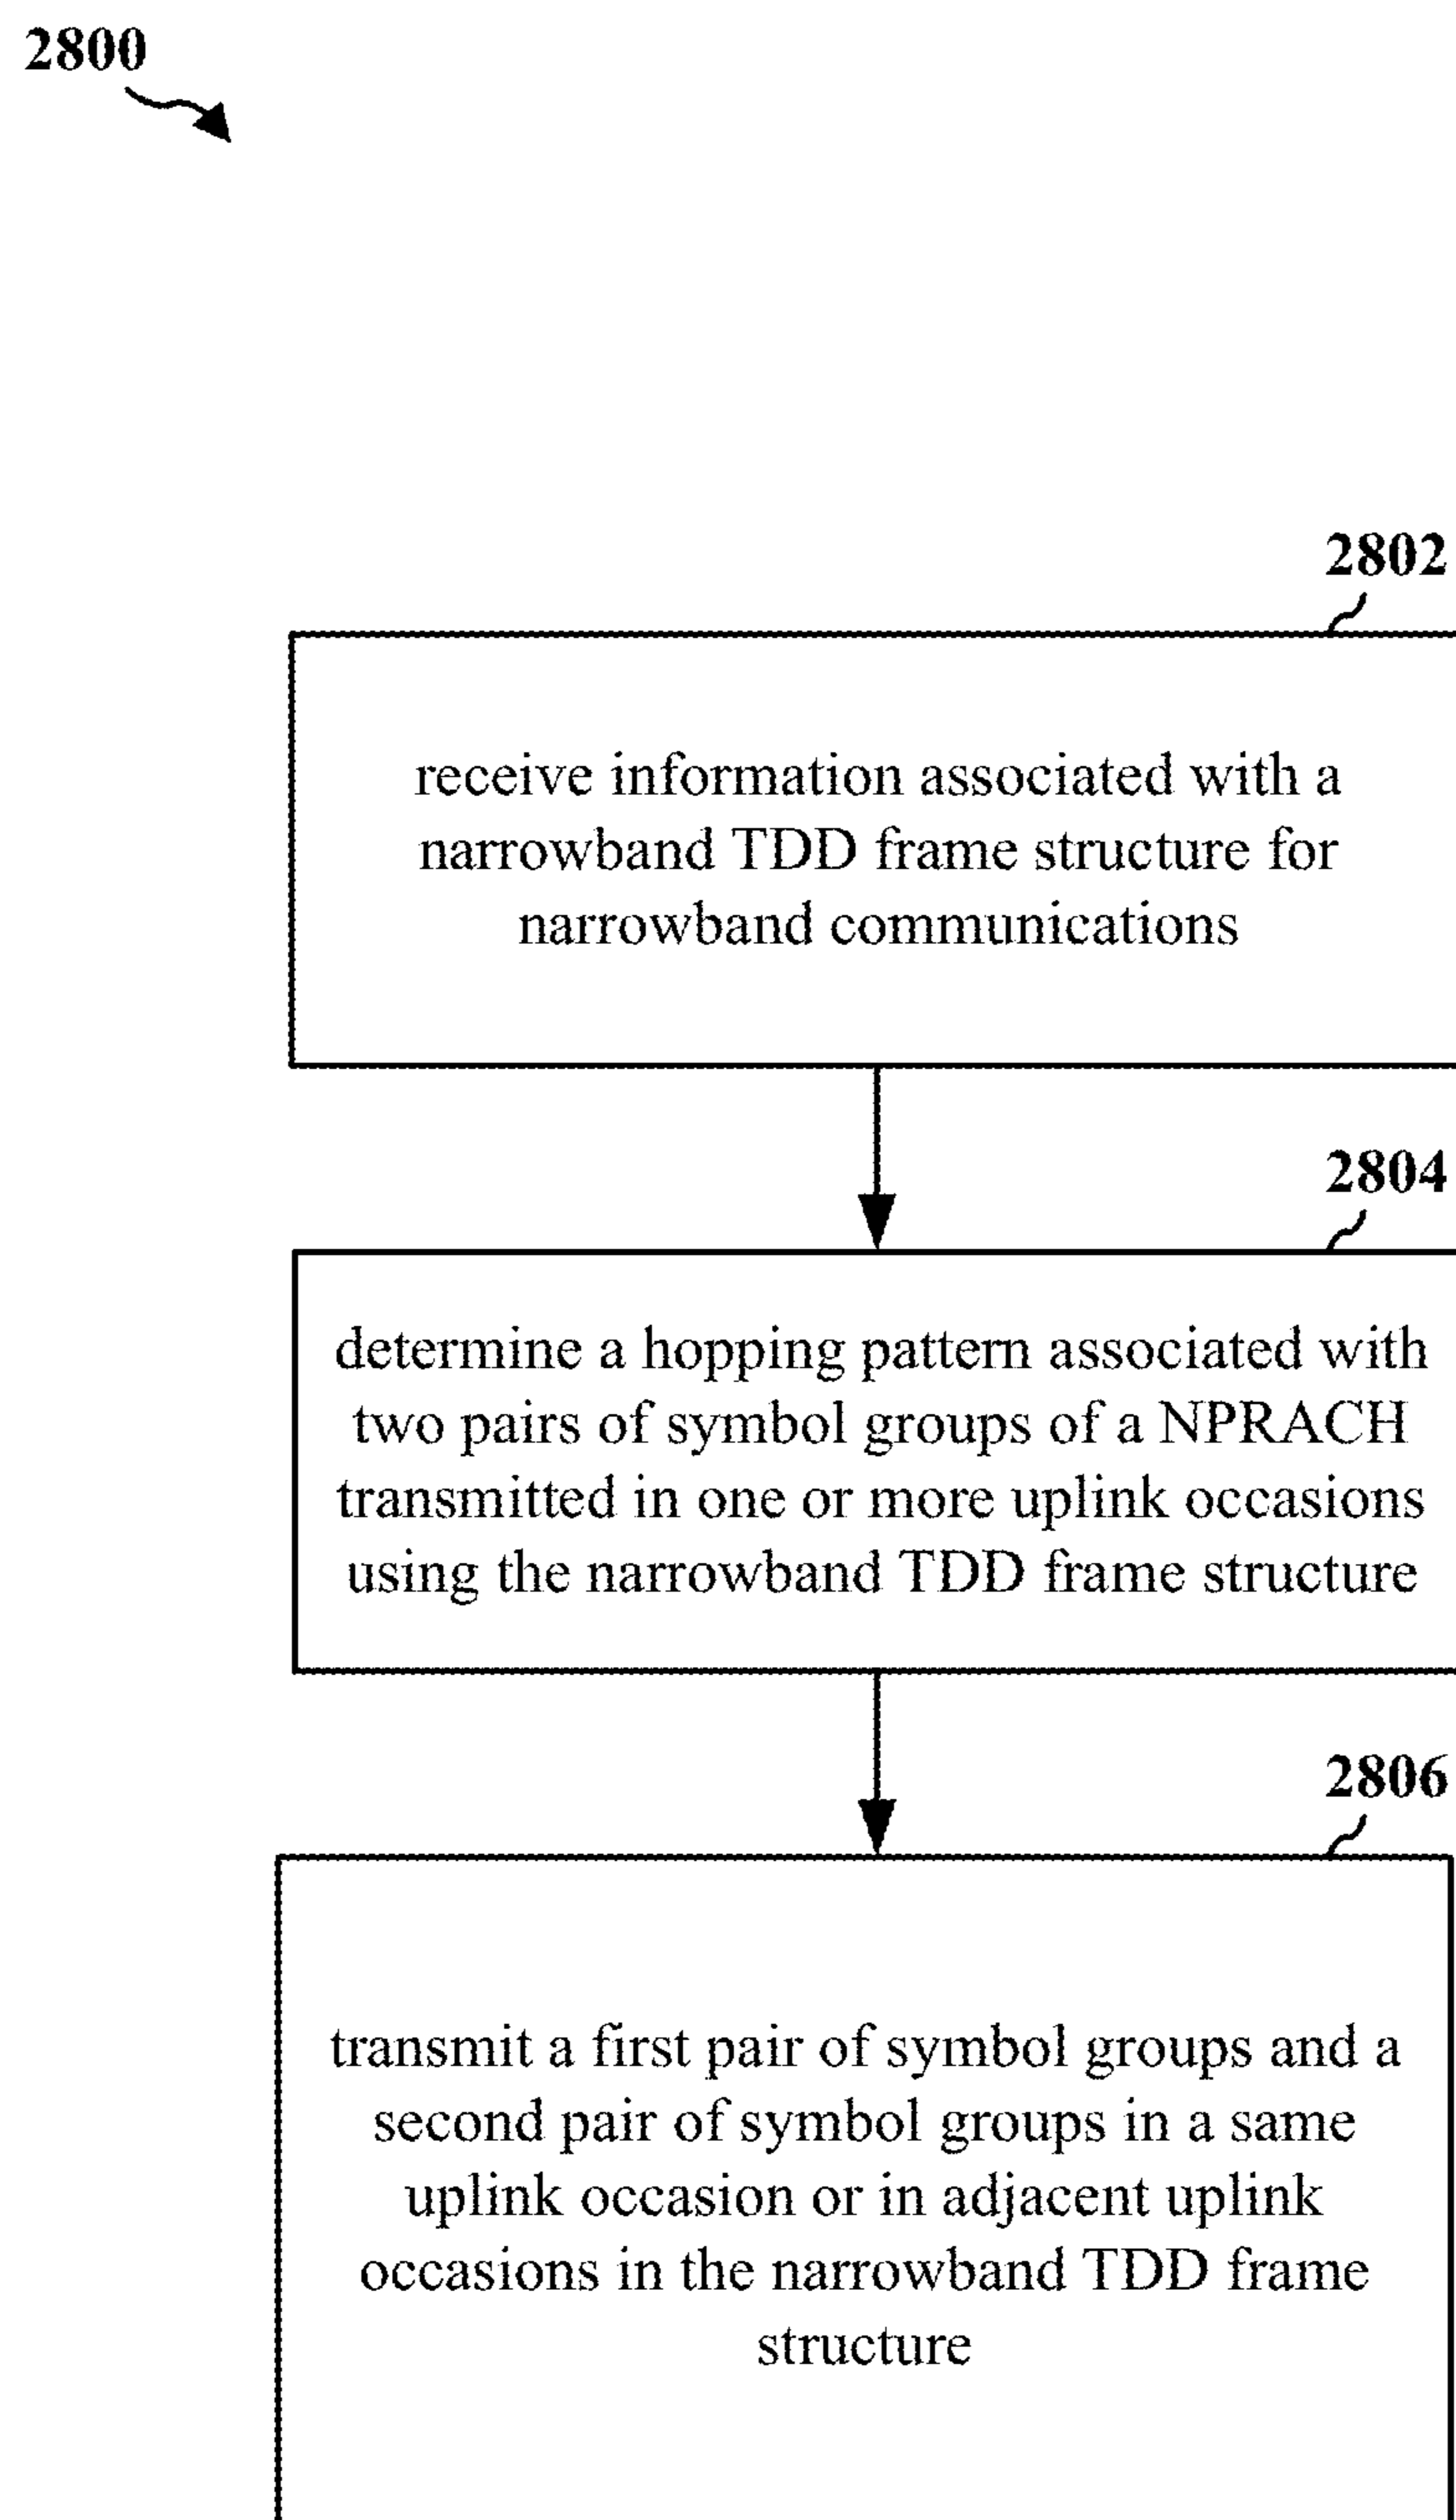 2800
2802
receive information associated with a
narrowband TDD frame structure for
narrowband communications
2804
determine a hopping pattern associated with
two pairs of symbol groups of a NPRACH
transmitted in one or more uplink occasions
using the narrowband TDD frame structure
2806
transmit a first pair of symbol groups and a
second pair of symbol groups in a same
uplink occasion or in adjacent uplink
occasions in the narrowband TDD frame
structure